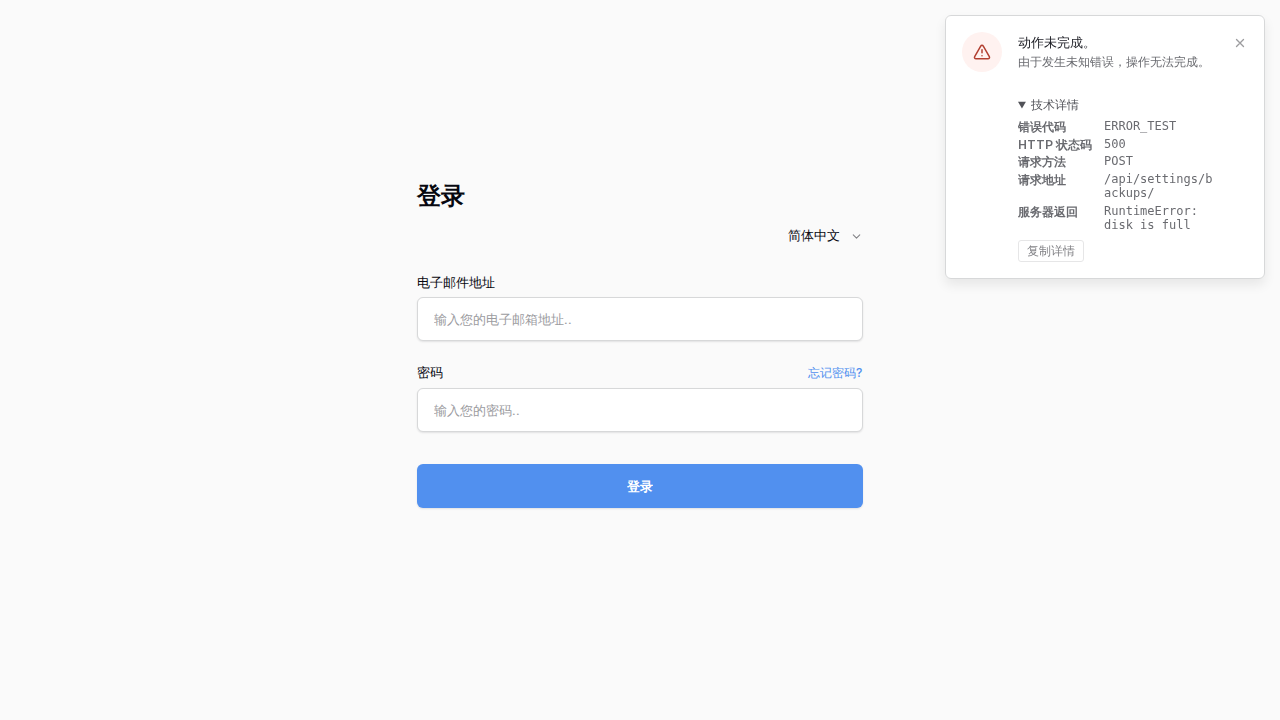 动作未完成。
由于发生未知错误，操作无法完成。
▼ 技术详情
错误代码 ERROR_TEST
HTTP 状态码 500
请求方法 POST
请求地址 /api/settings/b
ackups/
服务器返回 RuntimeError:
disk is full
复制详情
登录
简体中文
电子邮件地址
输入您的电子邮箱地址..
密码 忘记密码?
输入您的密码..
登录